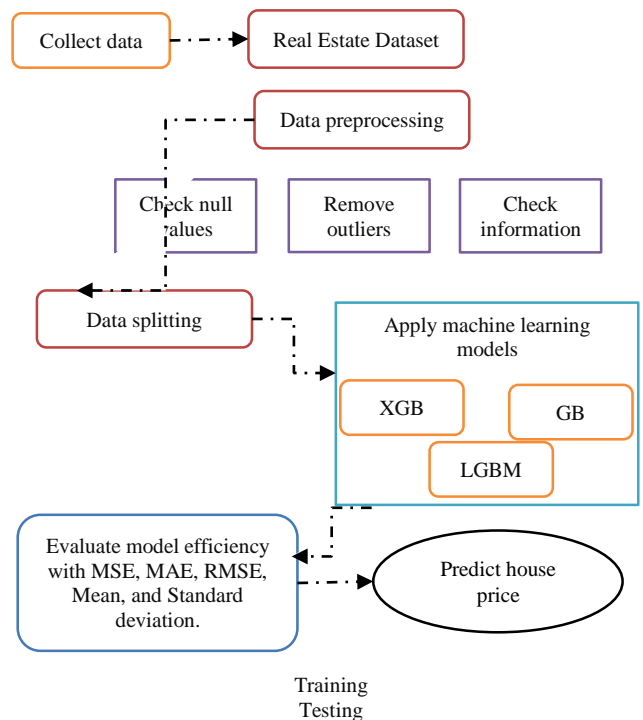 Collect data
Real Estate Dataset
Data preprocessing
Check null
values
Remove
outliers
Check
information
Data splitting
Apply machine learning
models
XGB
GB
LGBM
Evaluate model efficiency
with MSE, MAE, RMSE,
Mean, and Standard
deviation.
Predict house
price
Training
Testing